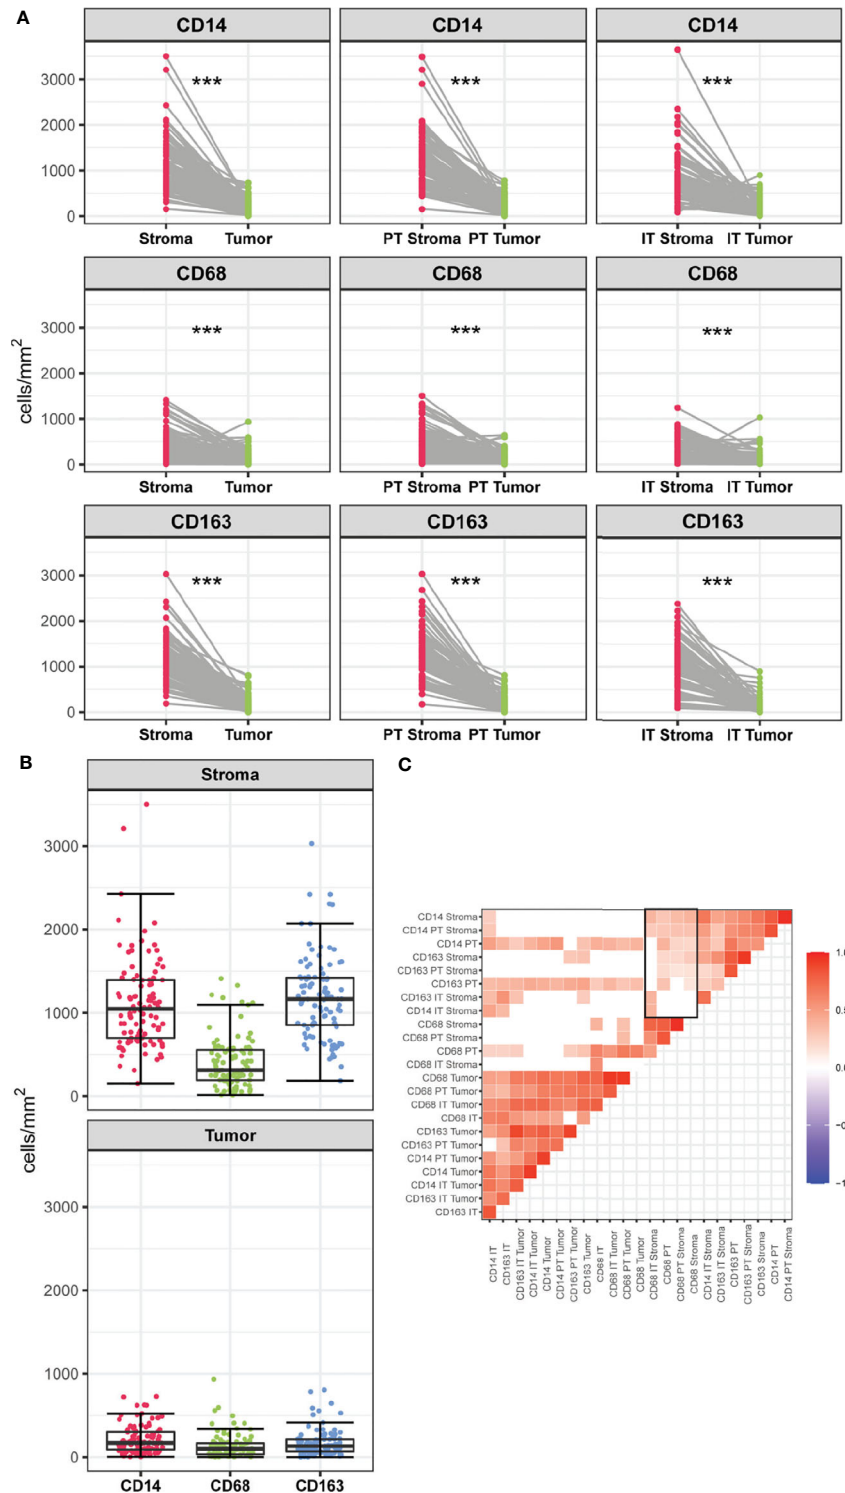 A
CD14 CD14 CD14
3000
2000
1000
0
*** *** ***
Stroma Tumor PT Stroma PT Tumor IT Stroma IT Tumor
CD68 CD68 CD68
3000
2000
1000
0
*** *** ***
cells/mm²
Stroma Tumor PT Stroma PT Tumor IT Stroma IT Tumor
CD163 CD163 CD163
3000
2000
1000
0
*** *** ***
Stroma Tumor PT Stroma PT Tumor IT Stroma IT Tumor
B
Stroma
3000
2000
1000
0
cells/mm²
Tumor
3000
2000
1000
0
CD14 CD68 CD163
C
CD14 Stroma
CD14 PT Stroma
CD14 PT
CD163 Stroma
CD163 PT Stroma
CD163 PT
CD163 IT Stroma
CD14 IT Stroma
CD68 Stroma
CD68 PT Stroma
CD68 PT
CD68 IT Stroma
CD68 Tumor
CD68 PT Tumor
CD68 IT Tumor
CD68 IT
CD163 Tumor
CD163 PT Tumor
CD14 PT Tumor
CD14 Tumor
CD14 IT Tumor
CD163 IT Tumor
CD163 IT
CD14 IT
CD163 IT
CD163 IT Tumor
CD14 IT Tumor
CD14 Tumor
CD14 PT Tumor
CD163 PT Tumor
CD163 Tumor
CD68 IT
CD68 IT Tumor
CD68 PT Tumor
CD68 Tumor
CD68 IT Stroma
CD68 PT
CD68 PT Stroma
CD68 Stroma
CD14 IT Stroma
CD163 IT Stroma
CD163 PT
CD163 PT Stroma
CD163 Stroma
CD14 PT
CD14 PT Stroma
1.0
0.5
0.0